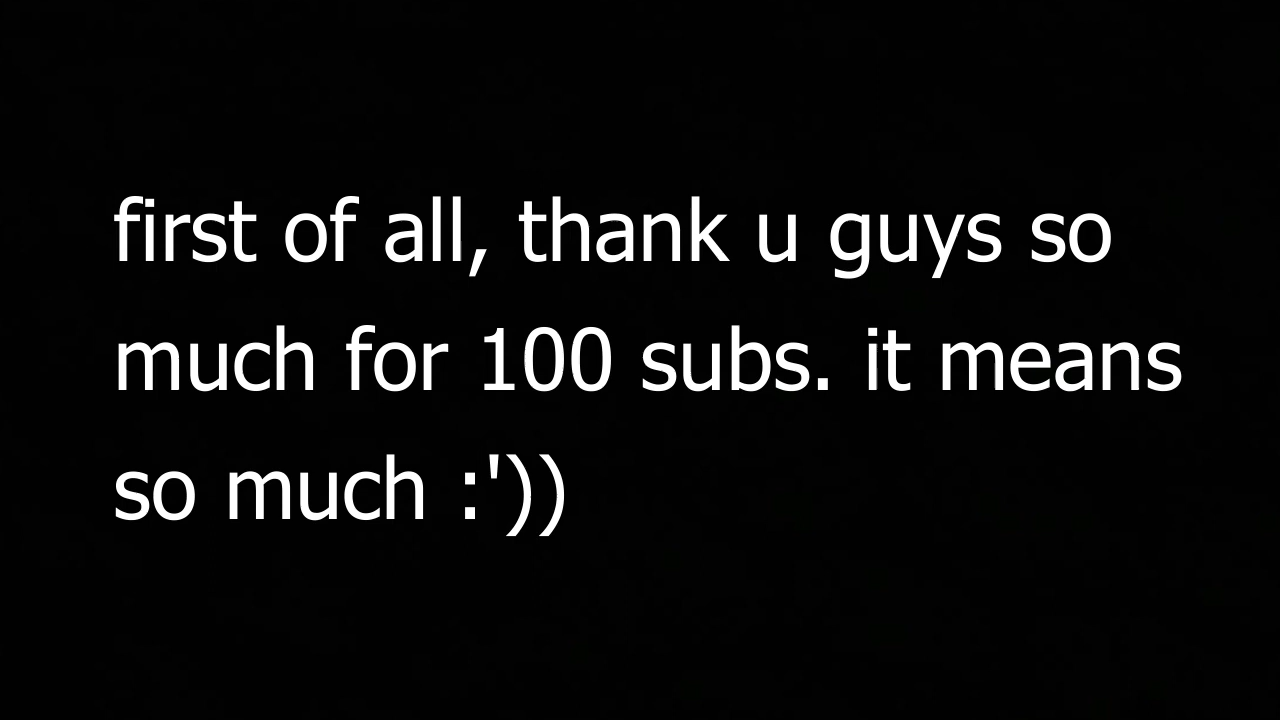 first of all, thank u guys so
much for 100 subs. it means
so much :'))